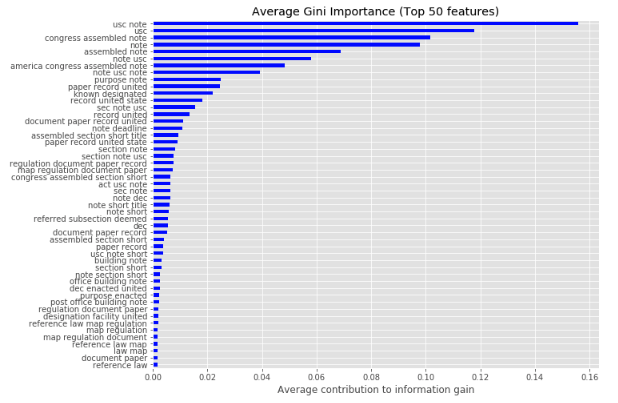 Average Gini Importance (Top 50 features)
usc note
usc
congress assembled note
note
assembled note
note usc
america congress assembled note
note usc note
purpose note
paper record united
known designated
record united state
sec note usc
record united
document paper record united
note deadline
assembled section short title
paper record united state
section note
section note usc
regulation document paper record
map regulation document paper
congress assembled section short
act usc note
sec note
note dec
note short title
note short
referred subsection deemed
dec
document paper record
assembled section short
paper record
usc note short
building note
section short
note section short
office building note
dec enacted united
purpose enacted
post office building note
regulation document paper
designation facility united
reference law map regulation
map regulation
map regulation document
reference law map
law map
document paper
reference law
0.00 0.02 0.04 0.06 0.08 0.10 0.12 0.14 0.16
Average contribution to information gain